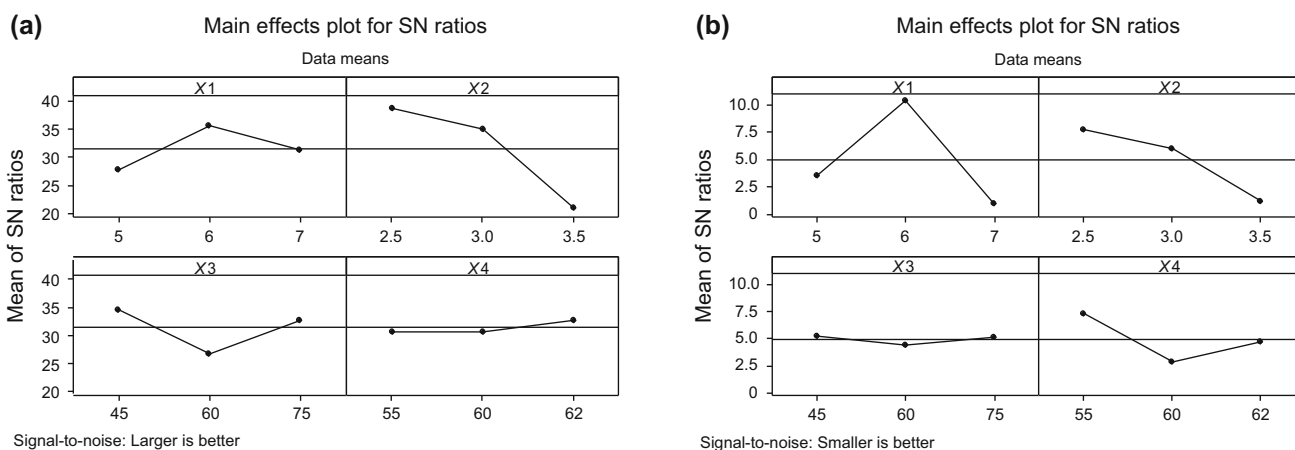 (a)
Main effects plot for SN ratios
Data means
Mean of SN ratios
X1 X2
40
35
30
25
20
5 6 7 2.5 3.0 3.5
X3 X4
40
35
30
25
20
45 60 75 55 60 62
Signal-to-noise: Larger is better
(b)
Main effects plot for SN ratios
Data means
Mean of SN ratios
X1 X2
10.0
7.5
5.0
2.5
0
5 6 7 2.5 3.0 3.5
X3 X4
10.0
7.5
5.0
2.5
0
45 60 75 55 60 62
Signal-to-noise: Smaller is better